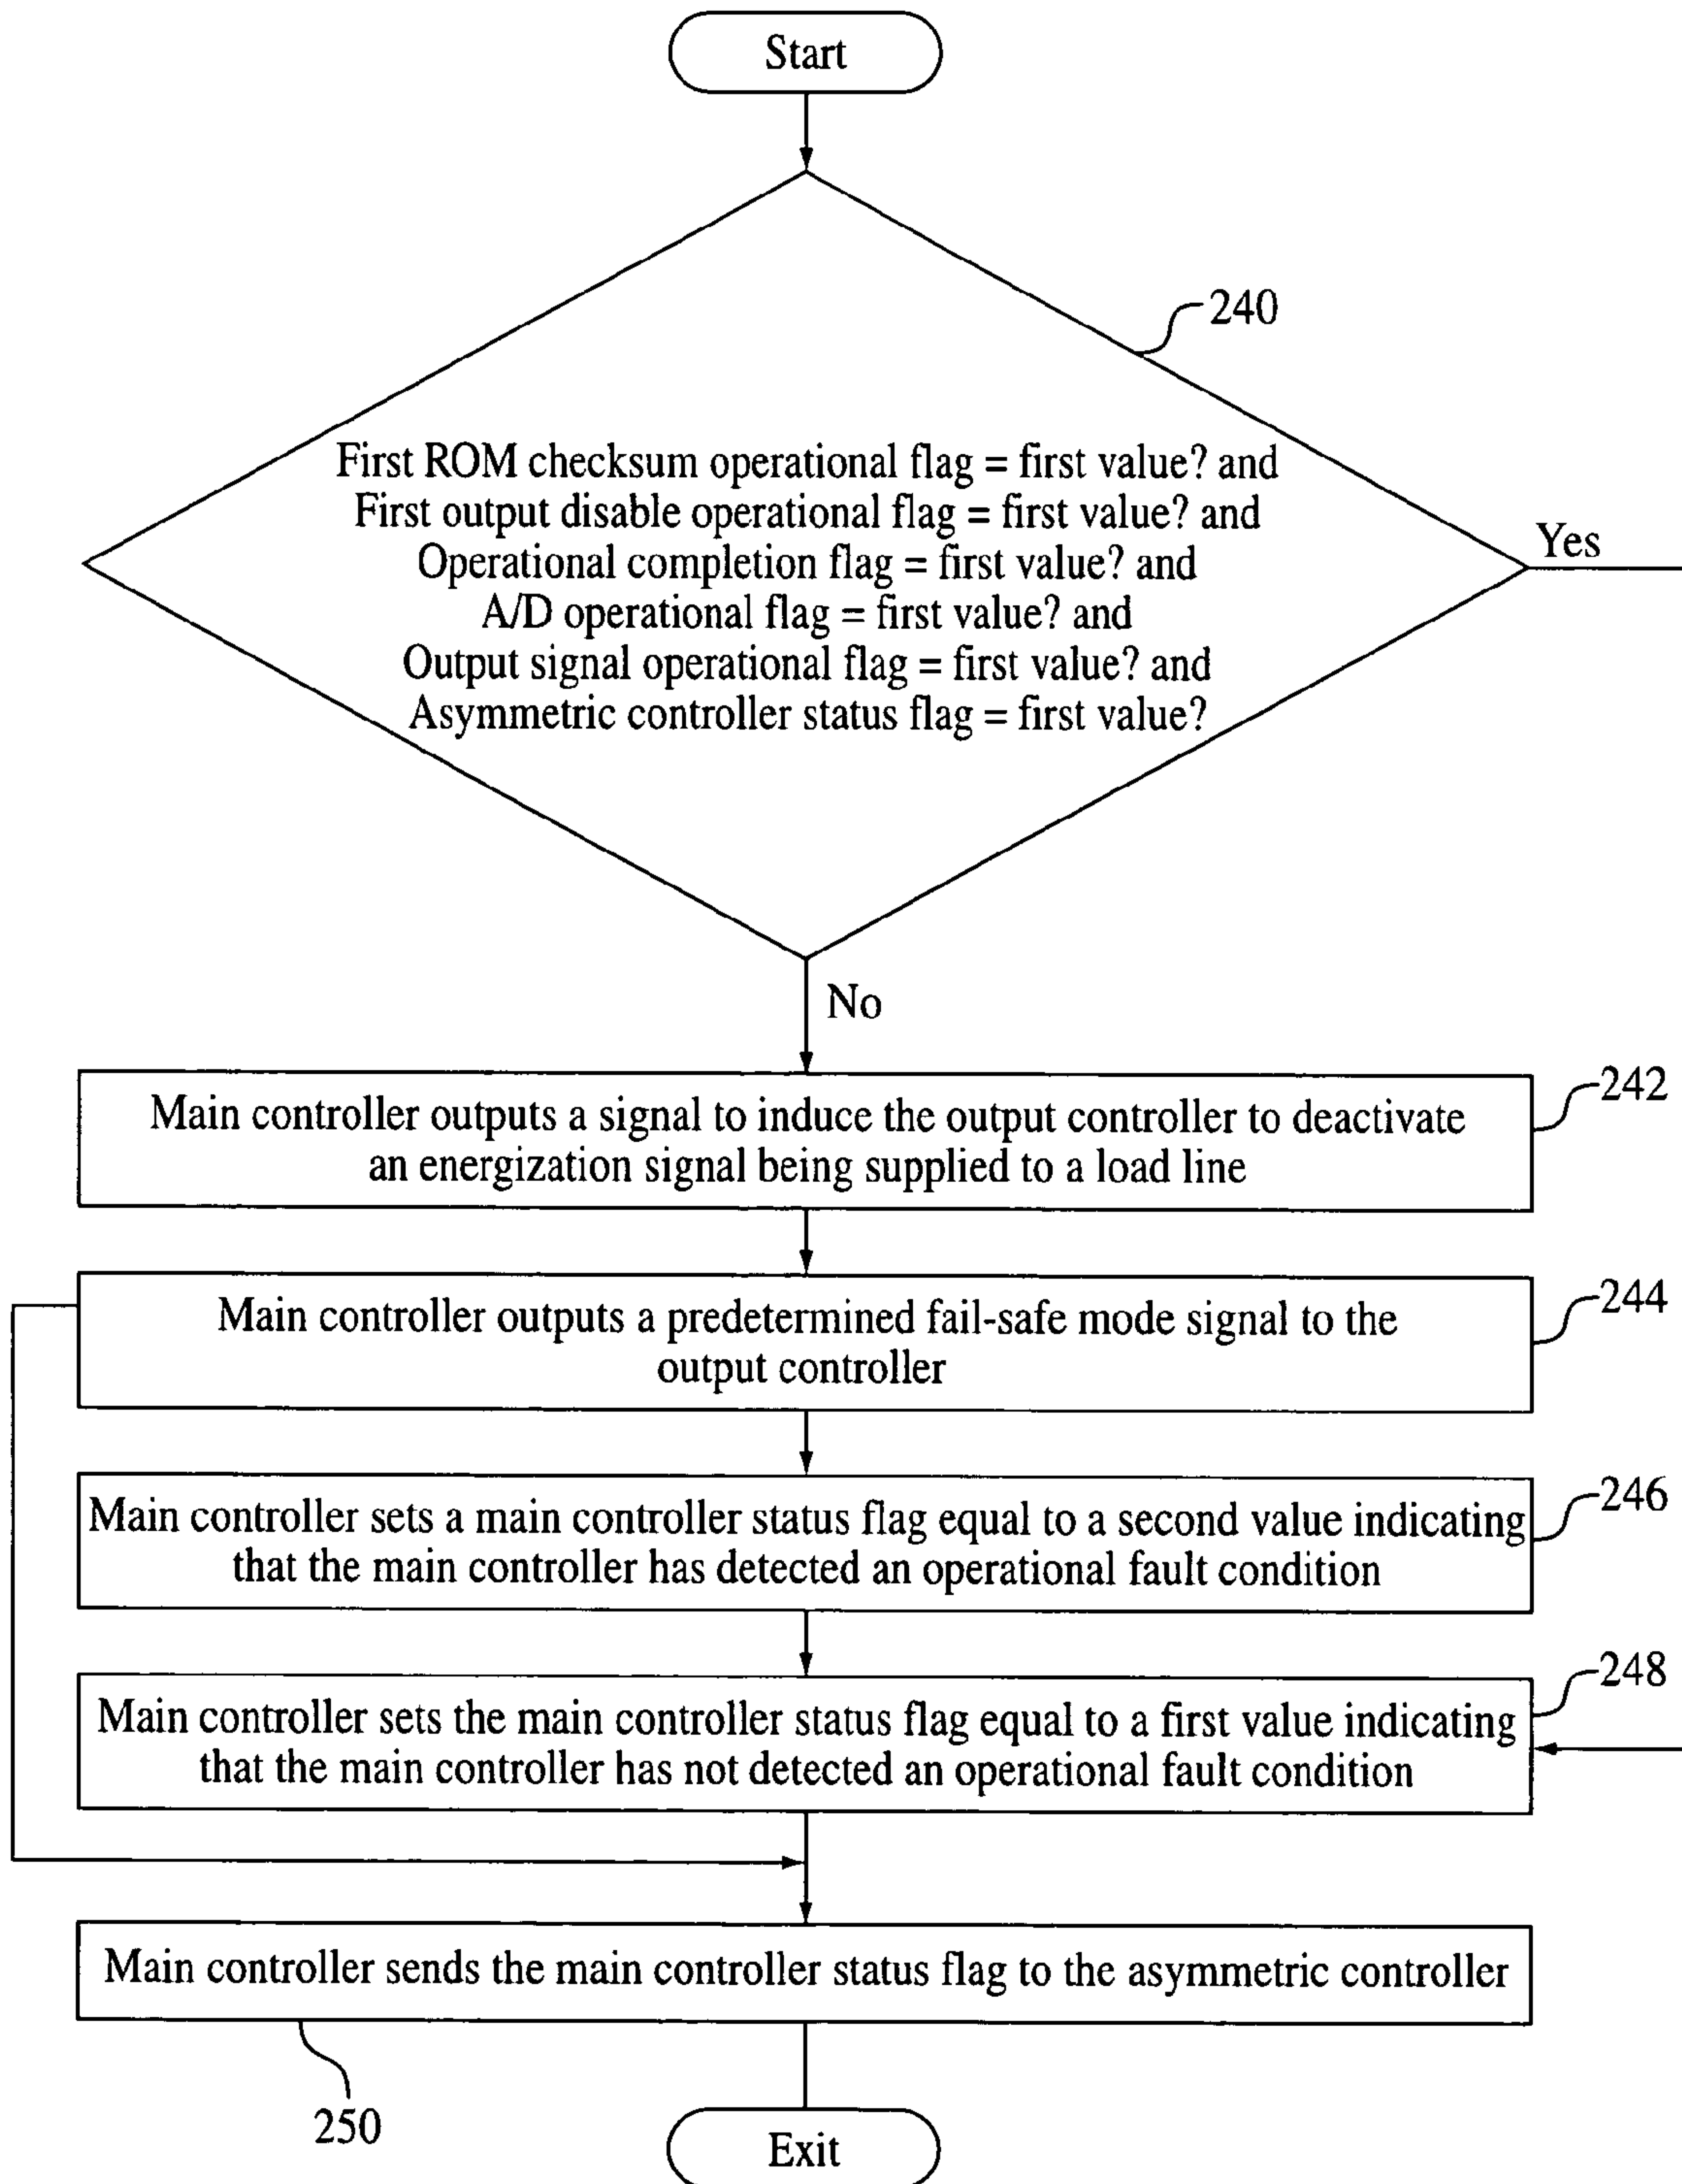 Start
240
First ROM checksum operational flag = first value? and
First output disable operational flag = first value? and
Operational completion flag = first value? and
A/D operational flag = first value? and
Output signal operational flag = first value? and
Asymmetric controller status flag = first value?
Yes
No
242
Main controller outputs a signal to induce the output controller to deactivate
an energization signal being supplied to a load line
244
Main controller outputs a predetermined fail-safe mode signal to the
output controller
246
Main controller sets a main controller status flag equal to a second value indicating
that the main controller has detected an operational fault condition
248
Main controller sets the main controller status flag equal to a first value indicating
that the main controller has not detected an operational fault condition
Main controller sends the main controller status flag to the asymmetric controller
250
Exit